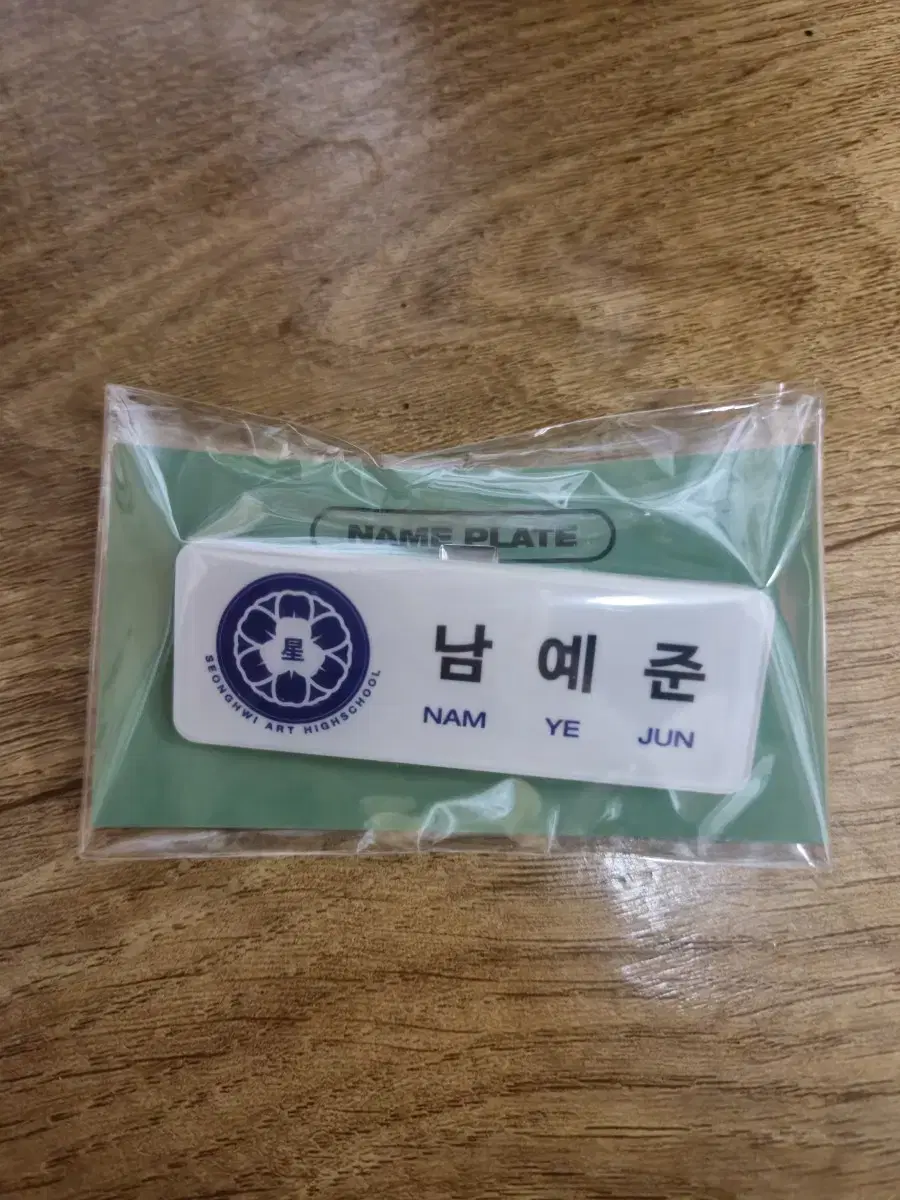 NAME PLATE
星
SEONGHWI ART HIGHSCHOOL
남 예 준
NAM YE JUN